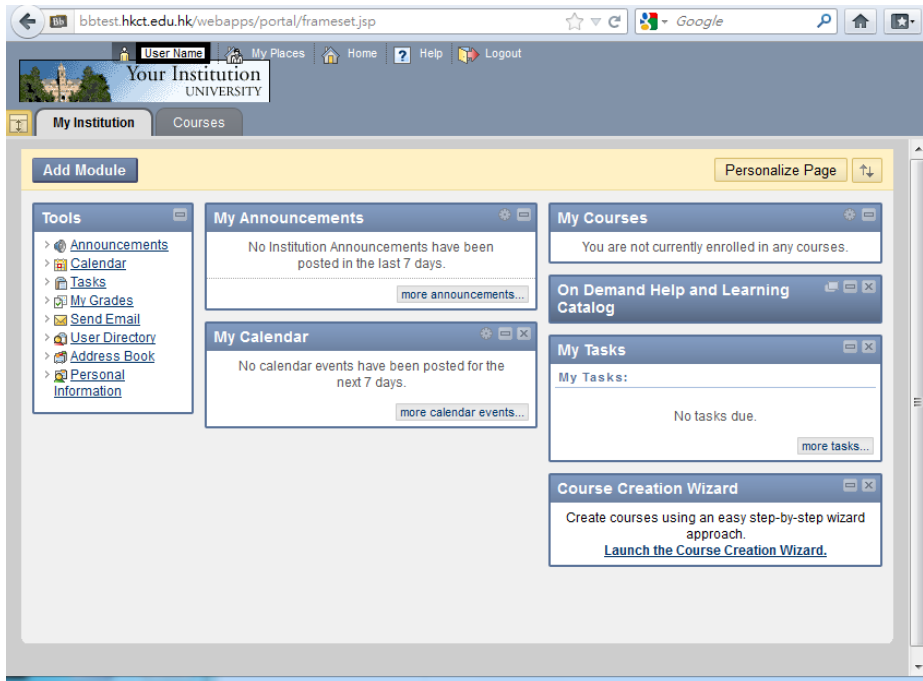 bbtest.hkct.edu.hk/webapps/portal/frameset.jsp
Google
User Name
My Places
Home
Help
Logout
Your Institution
UNIVERSITY
My Institution
Courses
Add Module
Personalize Page
Tools
Announcements
Calendar
Tasks
My Grades
Send Email
User Directory
Address Book
Personal
Information
My Announcements
No Institution Announcements have been
posted in the last 7 days.
more announcements...
My Calendar
No calendar events have been posted for the
next 7 days.
more calendar events...
My Courses
You are not currently enrolled in any courses.
On Demand Help and Learning
Catalog
My Tasks
My Tasks:
No tasks due.
more tasks...
Course Creation Wizard
Create courses using an easy step-by-step wizard
approach.
Launch the Course Creation Wizard.